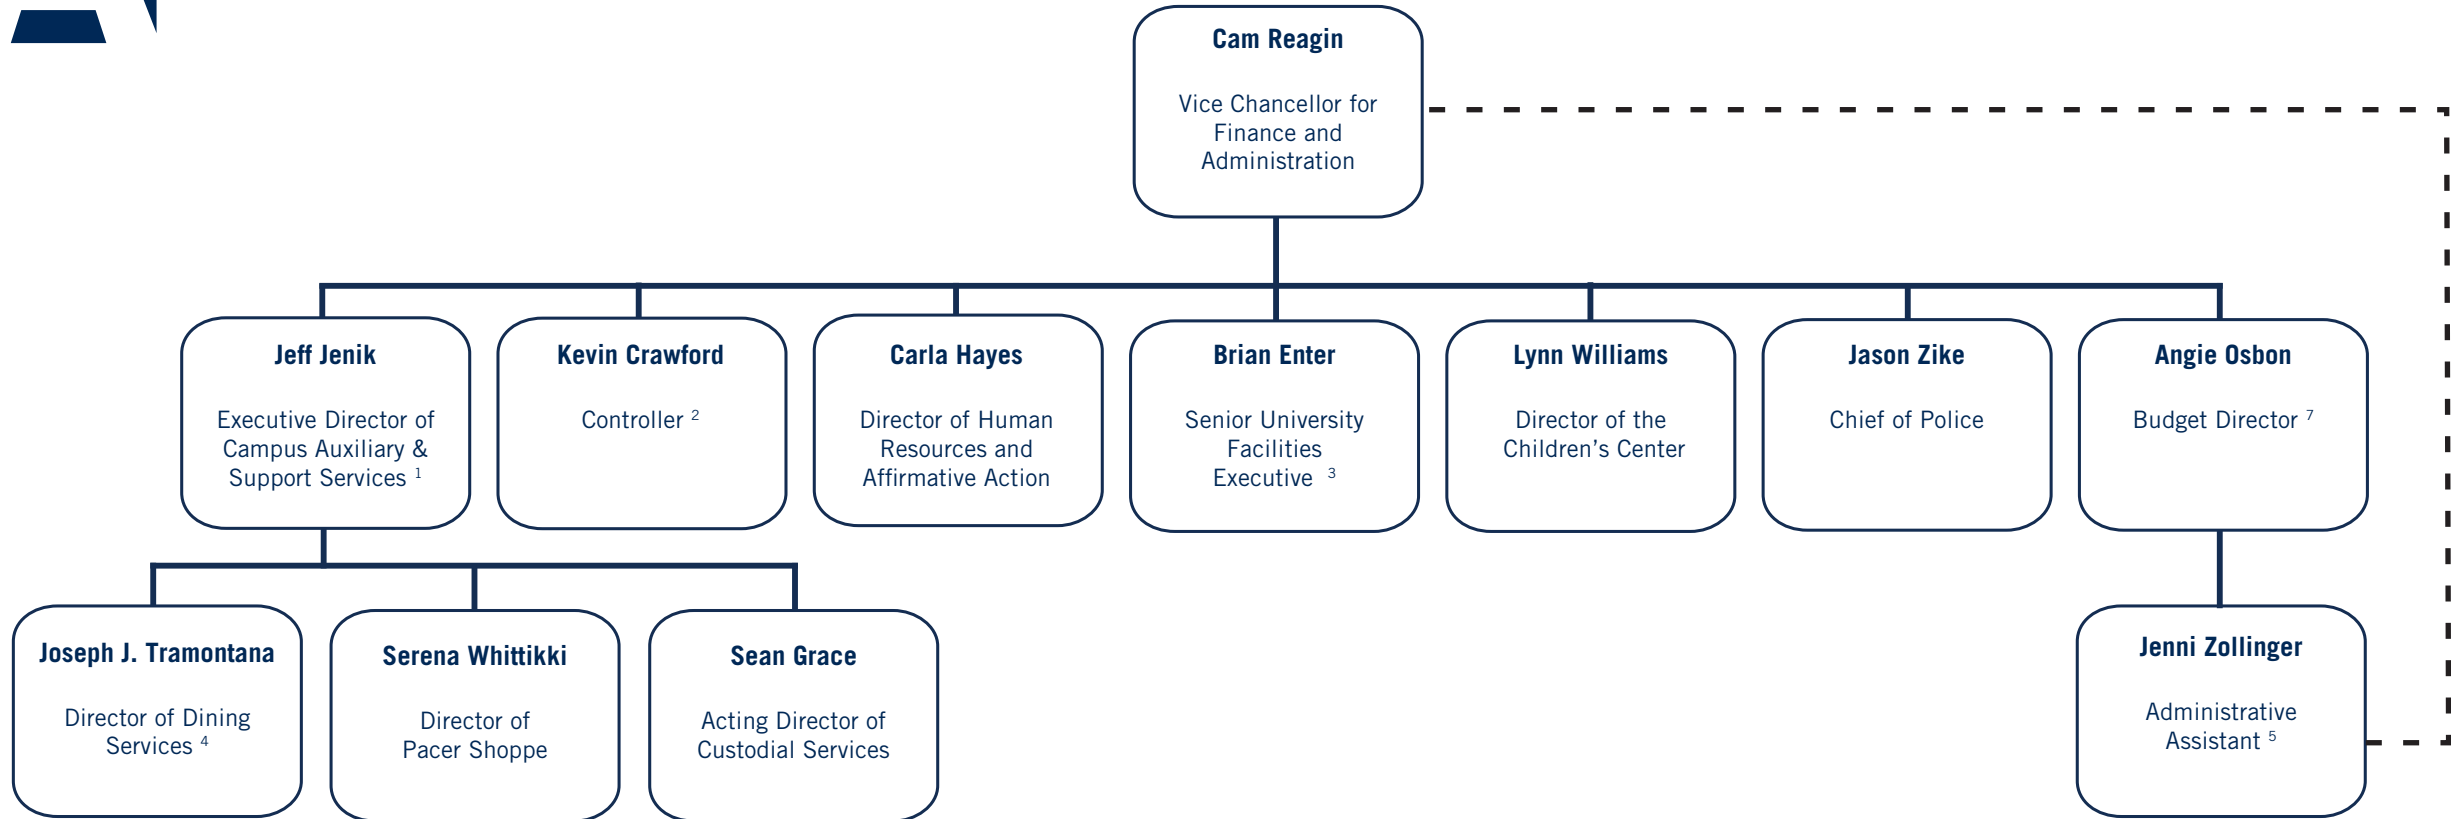 Cam Reagin
Vice Chancellor for
Finance and
Administration
Jeff Jenik
Executive Director of
Campus Auxiliary &
Support Services 1
Kevin Crawford
Controller 2
Carla Hayes
Director of Human
Resources and
Affirmative Action
Brian Enter
Senior University
Facilities
Executive 3
Lynn Williams
Director of the
Children's Center
Jason Zike
Chief of Police
Angie Osbon
Budget Director 7
Joseph J. Tramontana
Director of Dining
Services 4
Serena Whittikki
Director of
Pacer Shoppe
Sean Grace
Acting Director of
Custodial Services
Jenni Zollinger
Administrative
Assistant 5